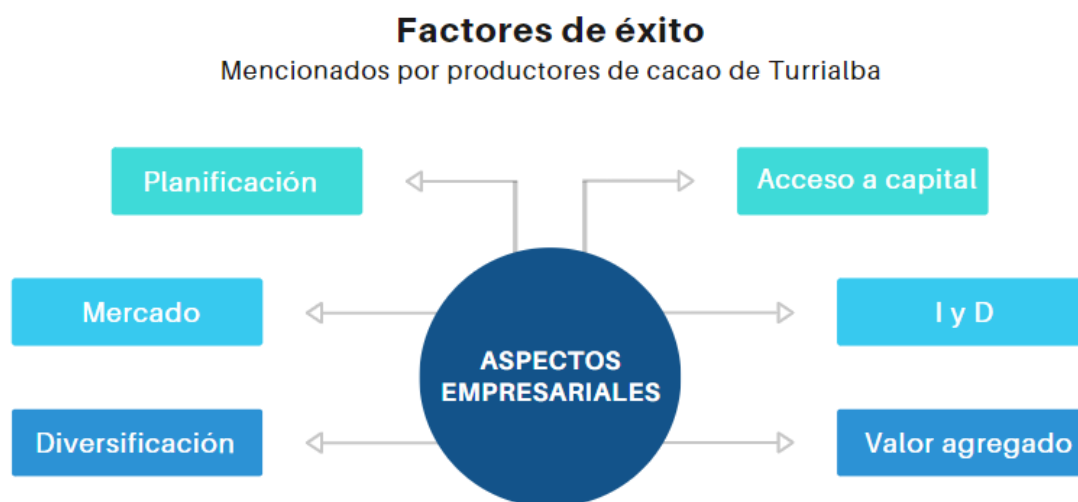 Factores de éxito
Mencionados por productores de cacao de Turrialba
Planificación
Acceso a capital
Mercado
I y D
ASPECTOS
EMPRESARIALES
Diversificación
Valor agregado